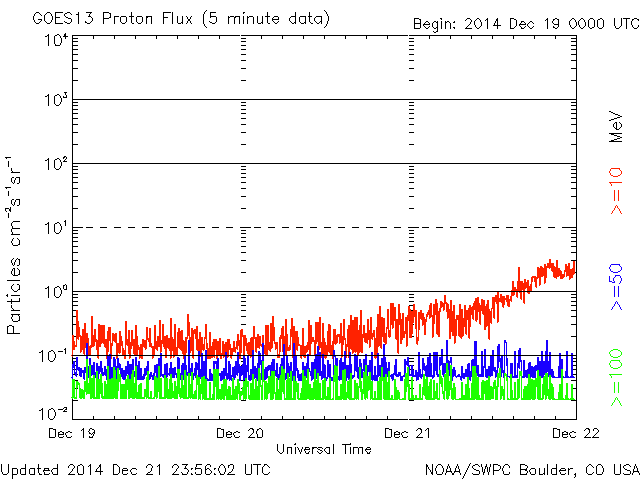 GOES13 Proton Flux (5 minute data)
Begin: 2014 Dec 19 0000 UTC
Particles cm⁻²s⁻¹sr⁻¹
10⁴
10³
10²
10¹
10⁰
10⁻¹
10⁻²
MeV
>=10
>=50
>=100
Dec 19
Dec 20
Dec 21
Dec 22
Universal Time
Updated 2014 Dec 21 23:56:02 UTC
NOAA/SWPC Boulder, CO USA